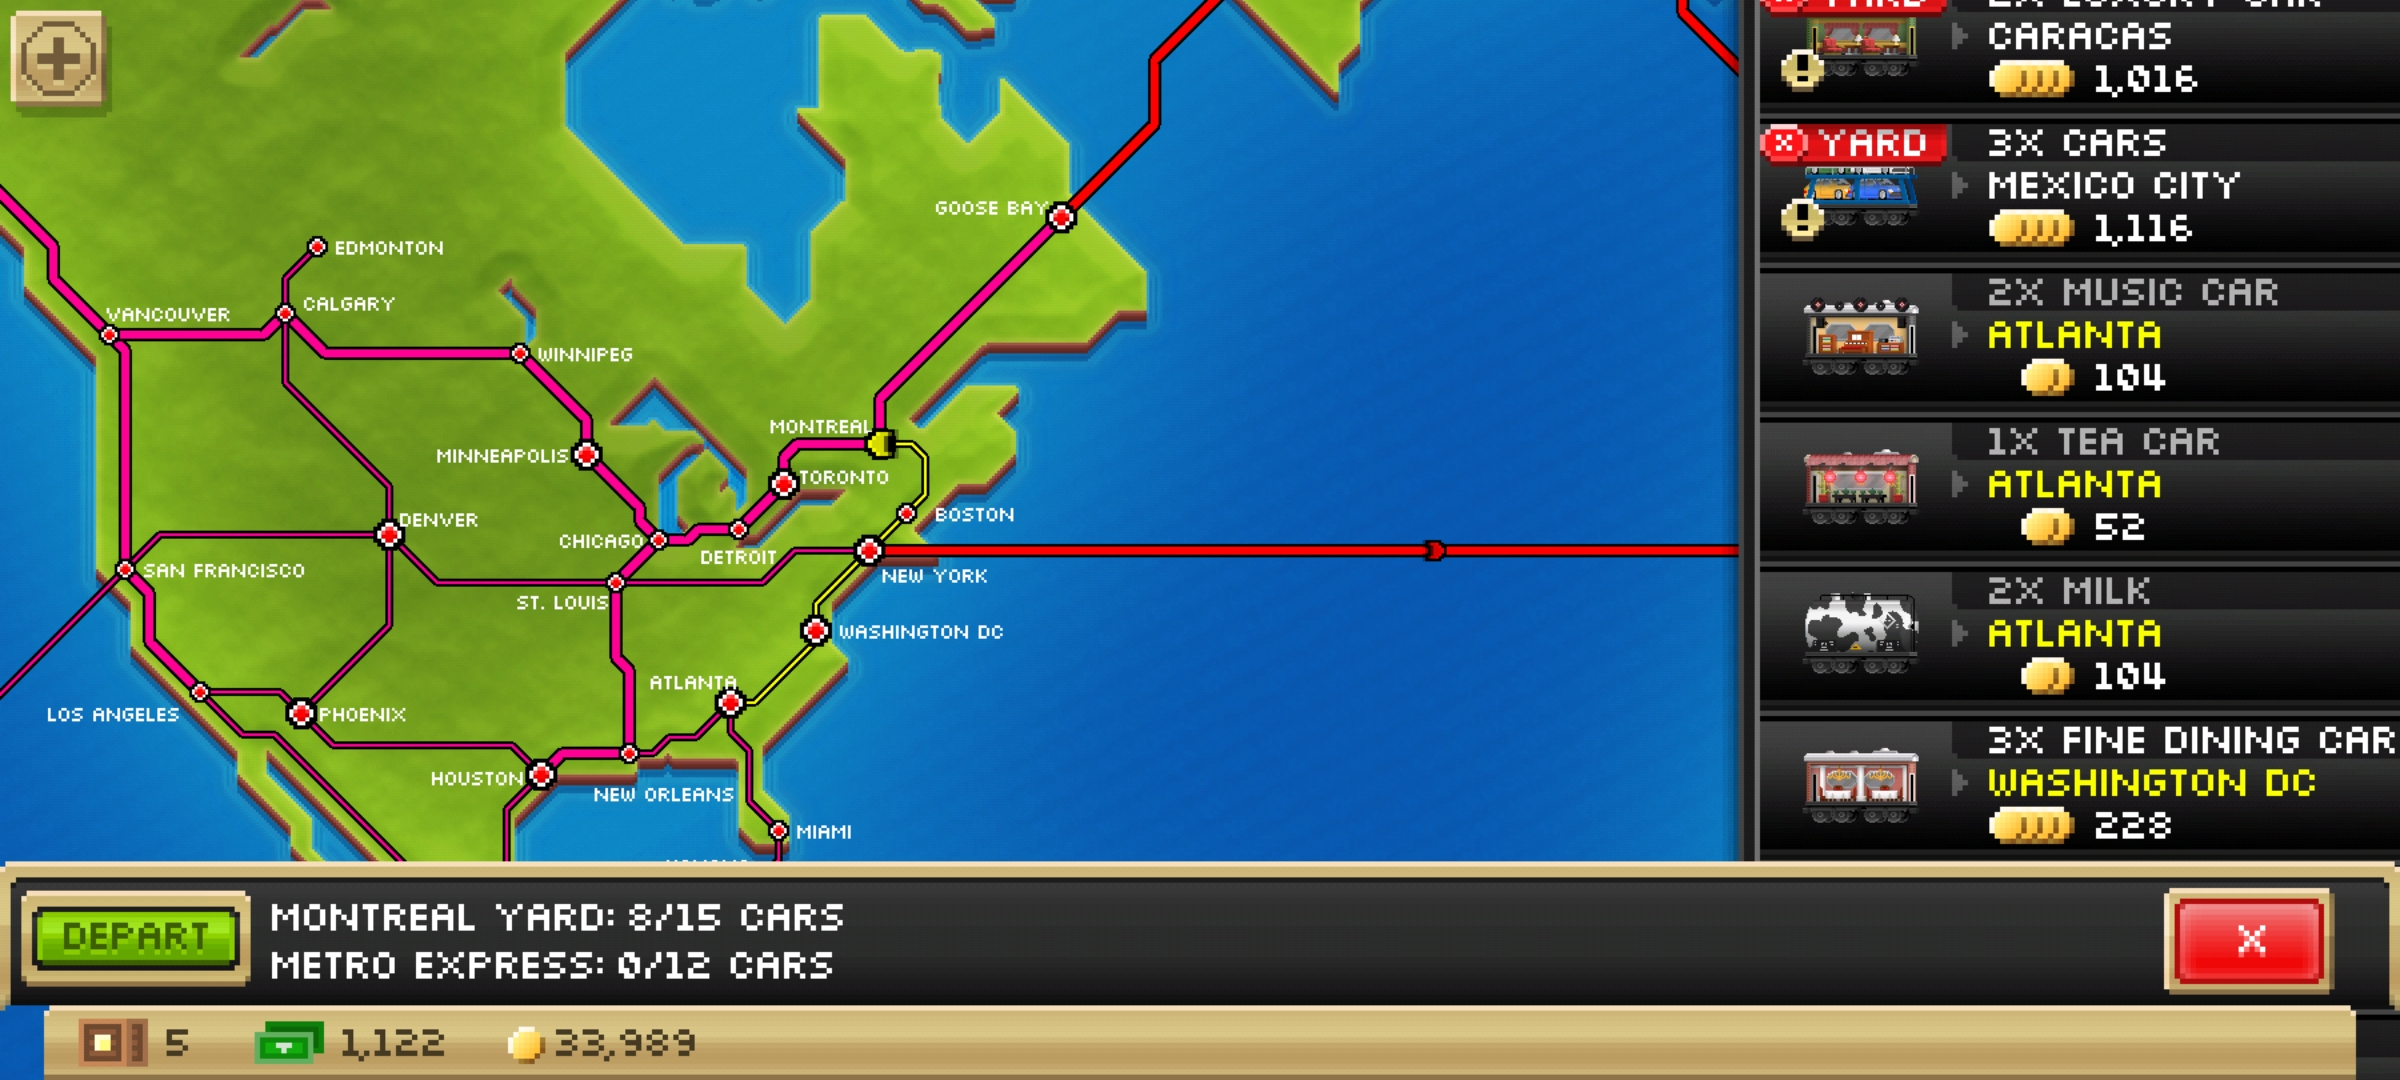 GOOSE BAY
EDMONTON
CALGARY
VANCOUVER
WINNIPEG
MONTREAL
MINNEAPOLIS
TORONTO
BOSTON
DENVER
CHICAGO
DETROIT
SAN FRANCISCO
NEW YORK
ST. LOUIS
WASHINGTON DC
ATLANTA
LOS ANGELES
PHOENIX
HOUSTON
NEW ORLEANS
MIAMI
YARD
2X LUXURY CAR
CARACAS
1,016
YARD
3X CARS
MEXICO CITY
1,116
2X MUSIC CAR
ATLANTA
104
1X TEA CAR
ATLANTA
52
2X MILK
ATLANTA
104
3X FINE DINING CAR
WASHINGTON DC
228
DEPART
MONTREAL YARD: 8/15 CARS
METRO EXPRESS: 0/12 CARS
X
5
1,122
33,989